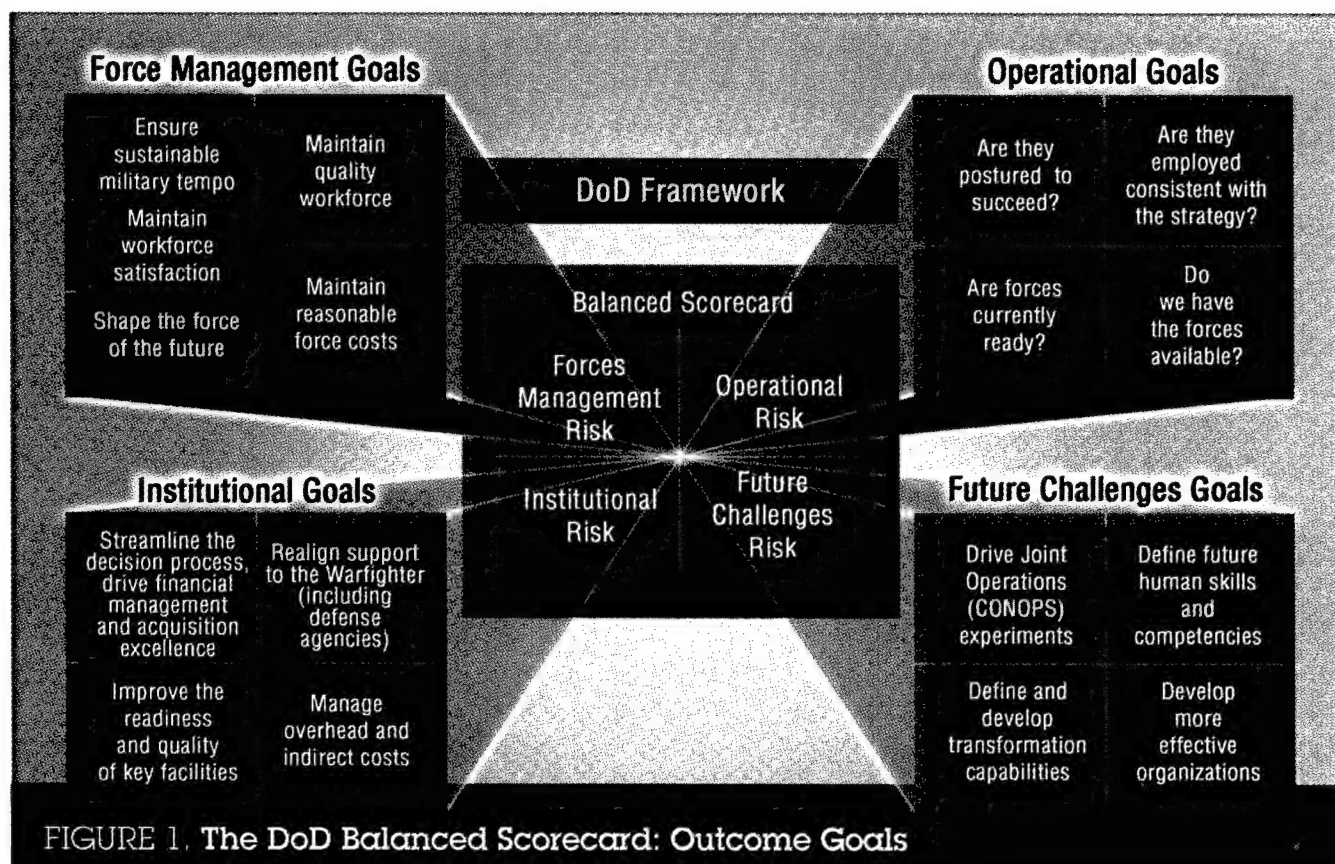 Force Management Goals
Ensure
sustainable
military tempo
Maintain
workforce
satisfaction
Shape the force
of the future
Maintain
quality
workforce
Maintain
reasonable
force costs
DoD Framework
Balanced Scorecard
Forces
Management
Risk
Operational
Risk
Institutional
Risk
Future
Challenges
Risk
Operational Goals
Are they
postured to
succeed?
Are they
employed
consistent with
the strategy?
Are forces
currently
ready?
Do
we have
the forces
available?
Institutional Goals
Streamline the
decision process,
drive financial
management
and acquisition
excellence
Realign support
to the Warfighter
(including
defense
agencies)
Improve the
readiness
and quality
of key facilities
Manage
overhead and
indirect costs
Future Challenges Goals
Drive Joint
Operations
(CONOPS)
experiments
Define future
human skills
and
competencies
Define and
develop
transformation
capabilities
Develop
more
effective
organizations
FIGURE 1. The DoD Balanced Scorecard: Outcome Goals